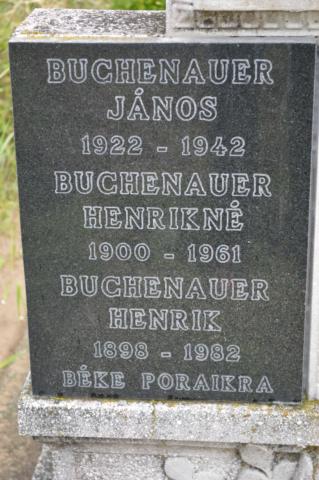 BUCHENAUER
JÁNOS
1922 - 1942
BUCHENAUER
HENRIKNÉ
1900 - 1961
BUCHENAUER
HENRIK
1898 - 1982
BÉKE PORAIKRA